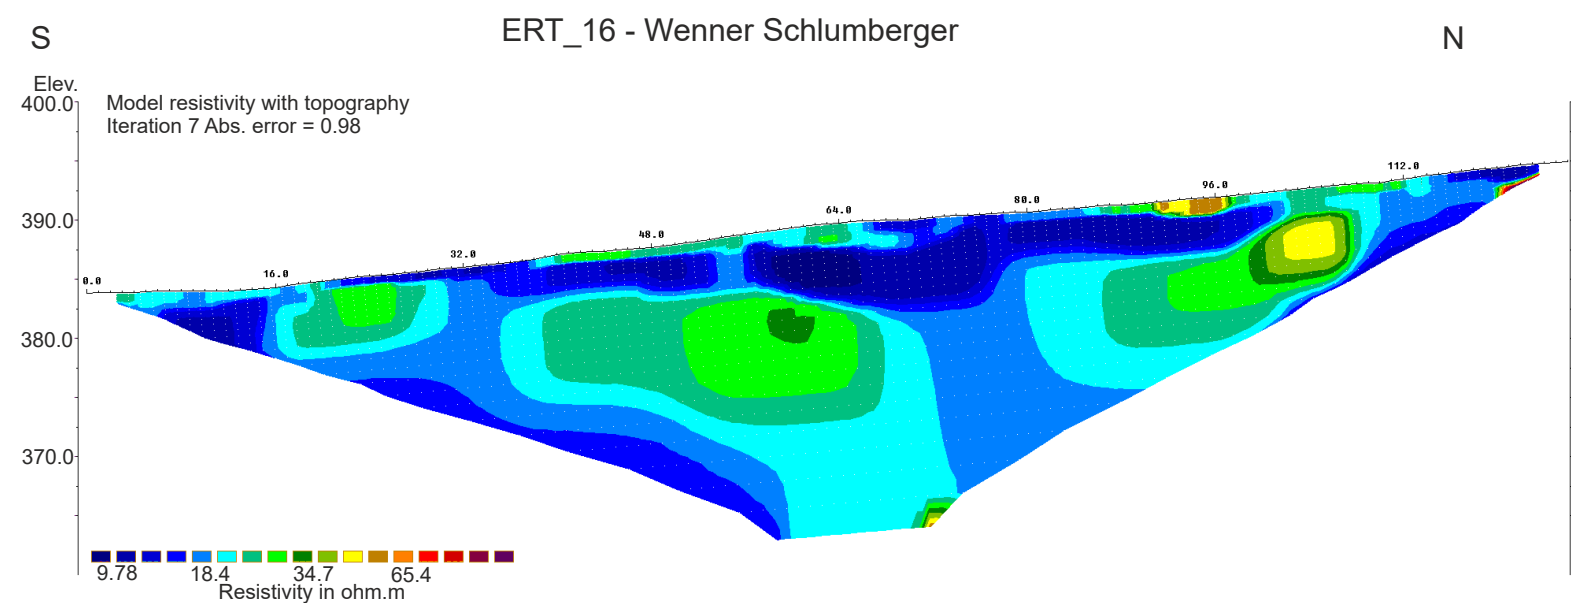 ERT_16 - Wenner Schlumberger
S
N
Elev.
400.0
Model resistivity with topography
Iteration 7 Abs. error = 0.98
390.0
380.0
370.0
0.0
16.0
32.0
48.0
64.0
80.0
96.0
112.0
9.78 18.4 34.7 65.4
Resistivity in ohm.m